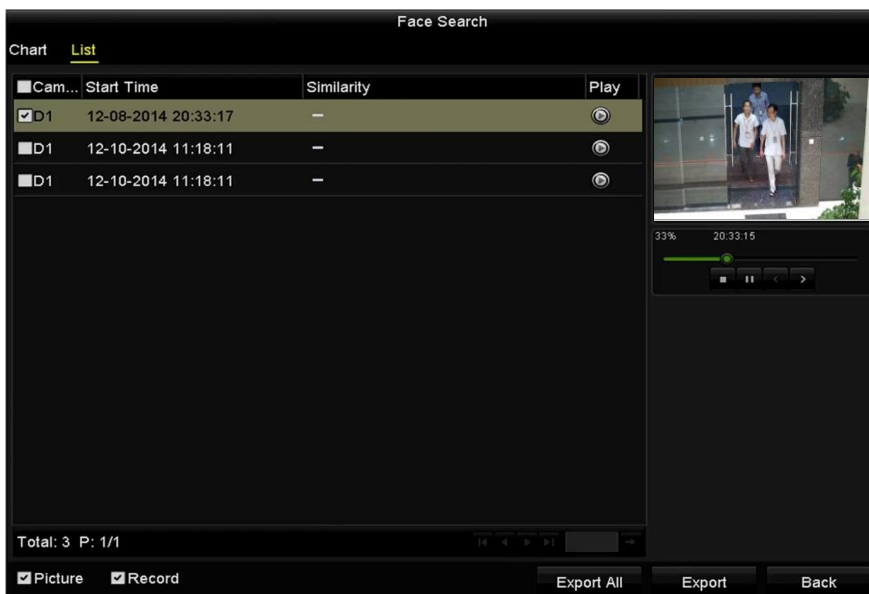 Face Search
Chart List
Cam... Start Time Similarity Play
D1 12-08-2014 20:33:17 –
D1 12-10-2014 11:18:11 –
D1 12-10-2014 11:18:11 –
33% 20:33:15
Total: 3 P: 1/1
Picture Record Export All Export Back